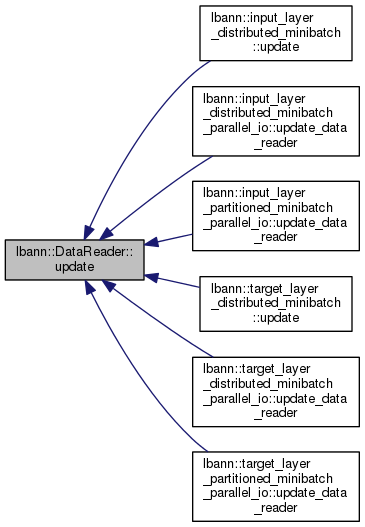 lbann::input_layer
_distributed_minibatch
::update
lbann::input_layer
_distributed_minibatch
_parallel_io::update_data
_reader
lbann::input_layer
_partitioned_minibatch
_parallel_io::update_data
_reader
lbann::DataReader::
update
lbann::target_layer
_distributed_minibatch
::update
lbann::target_layer
_distributed_minibatch
_parallel_io::update_data
_reader
lbann::target_layer
_partitioned_minibatch
_parallel_io::update_data
_reader